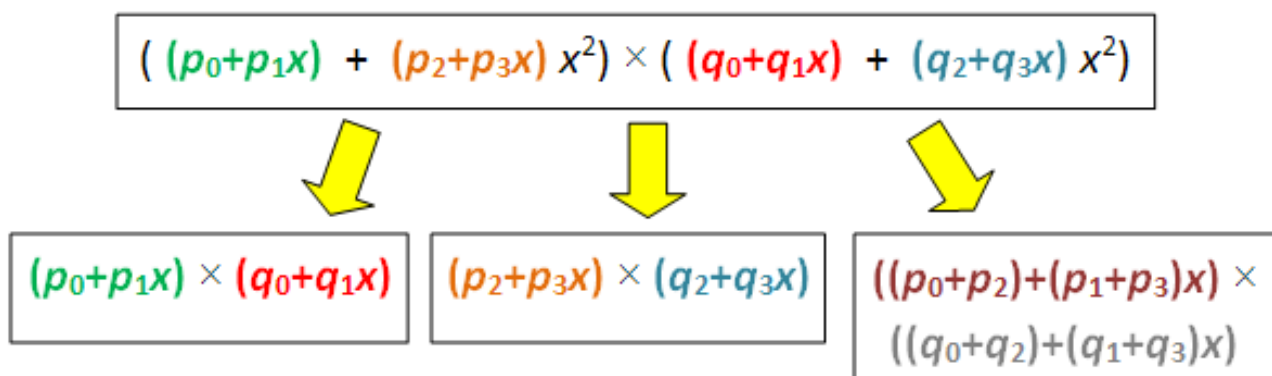 ( (p₀+p₁x) + (p₂+p₃x) x²) × ( (q₀+q₁x) + (q₂+q₃x) x²)
(p₀+p₁x) × (q₀+q₁x)
(p₂+p₃x) × (q₂+q₃x)
((p₀+p₂)+(p₁+p₃)x) ×
((q₀+q₂)+(q₁+q₃)x)